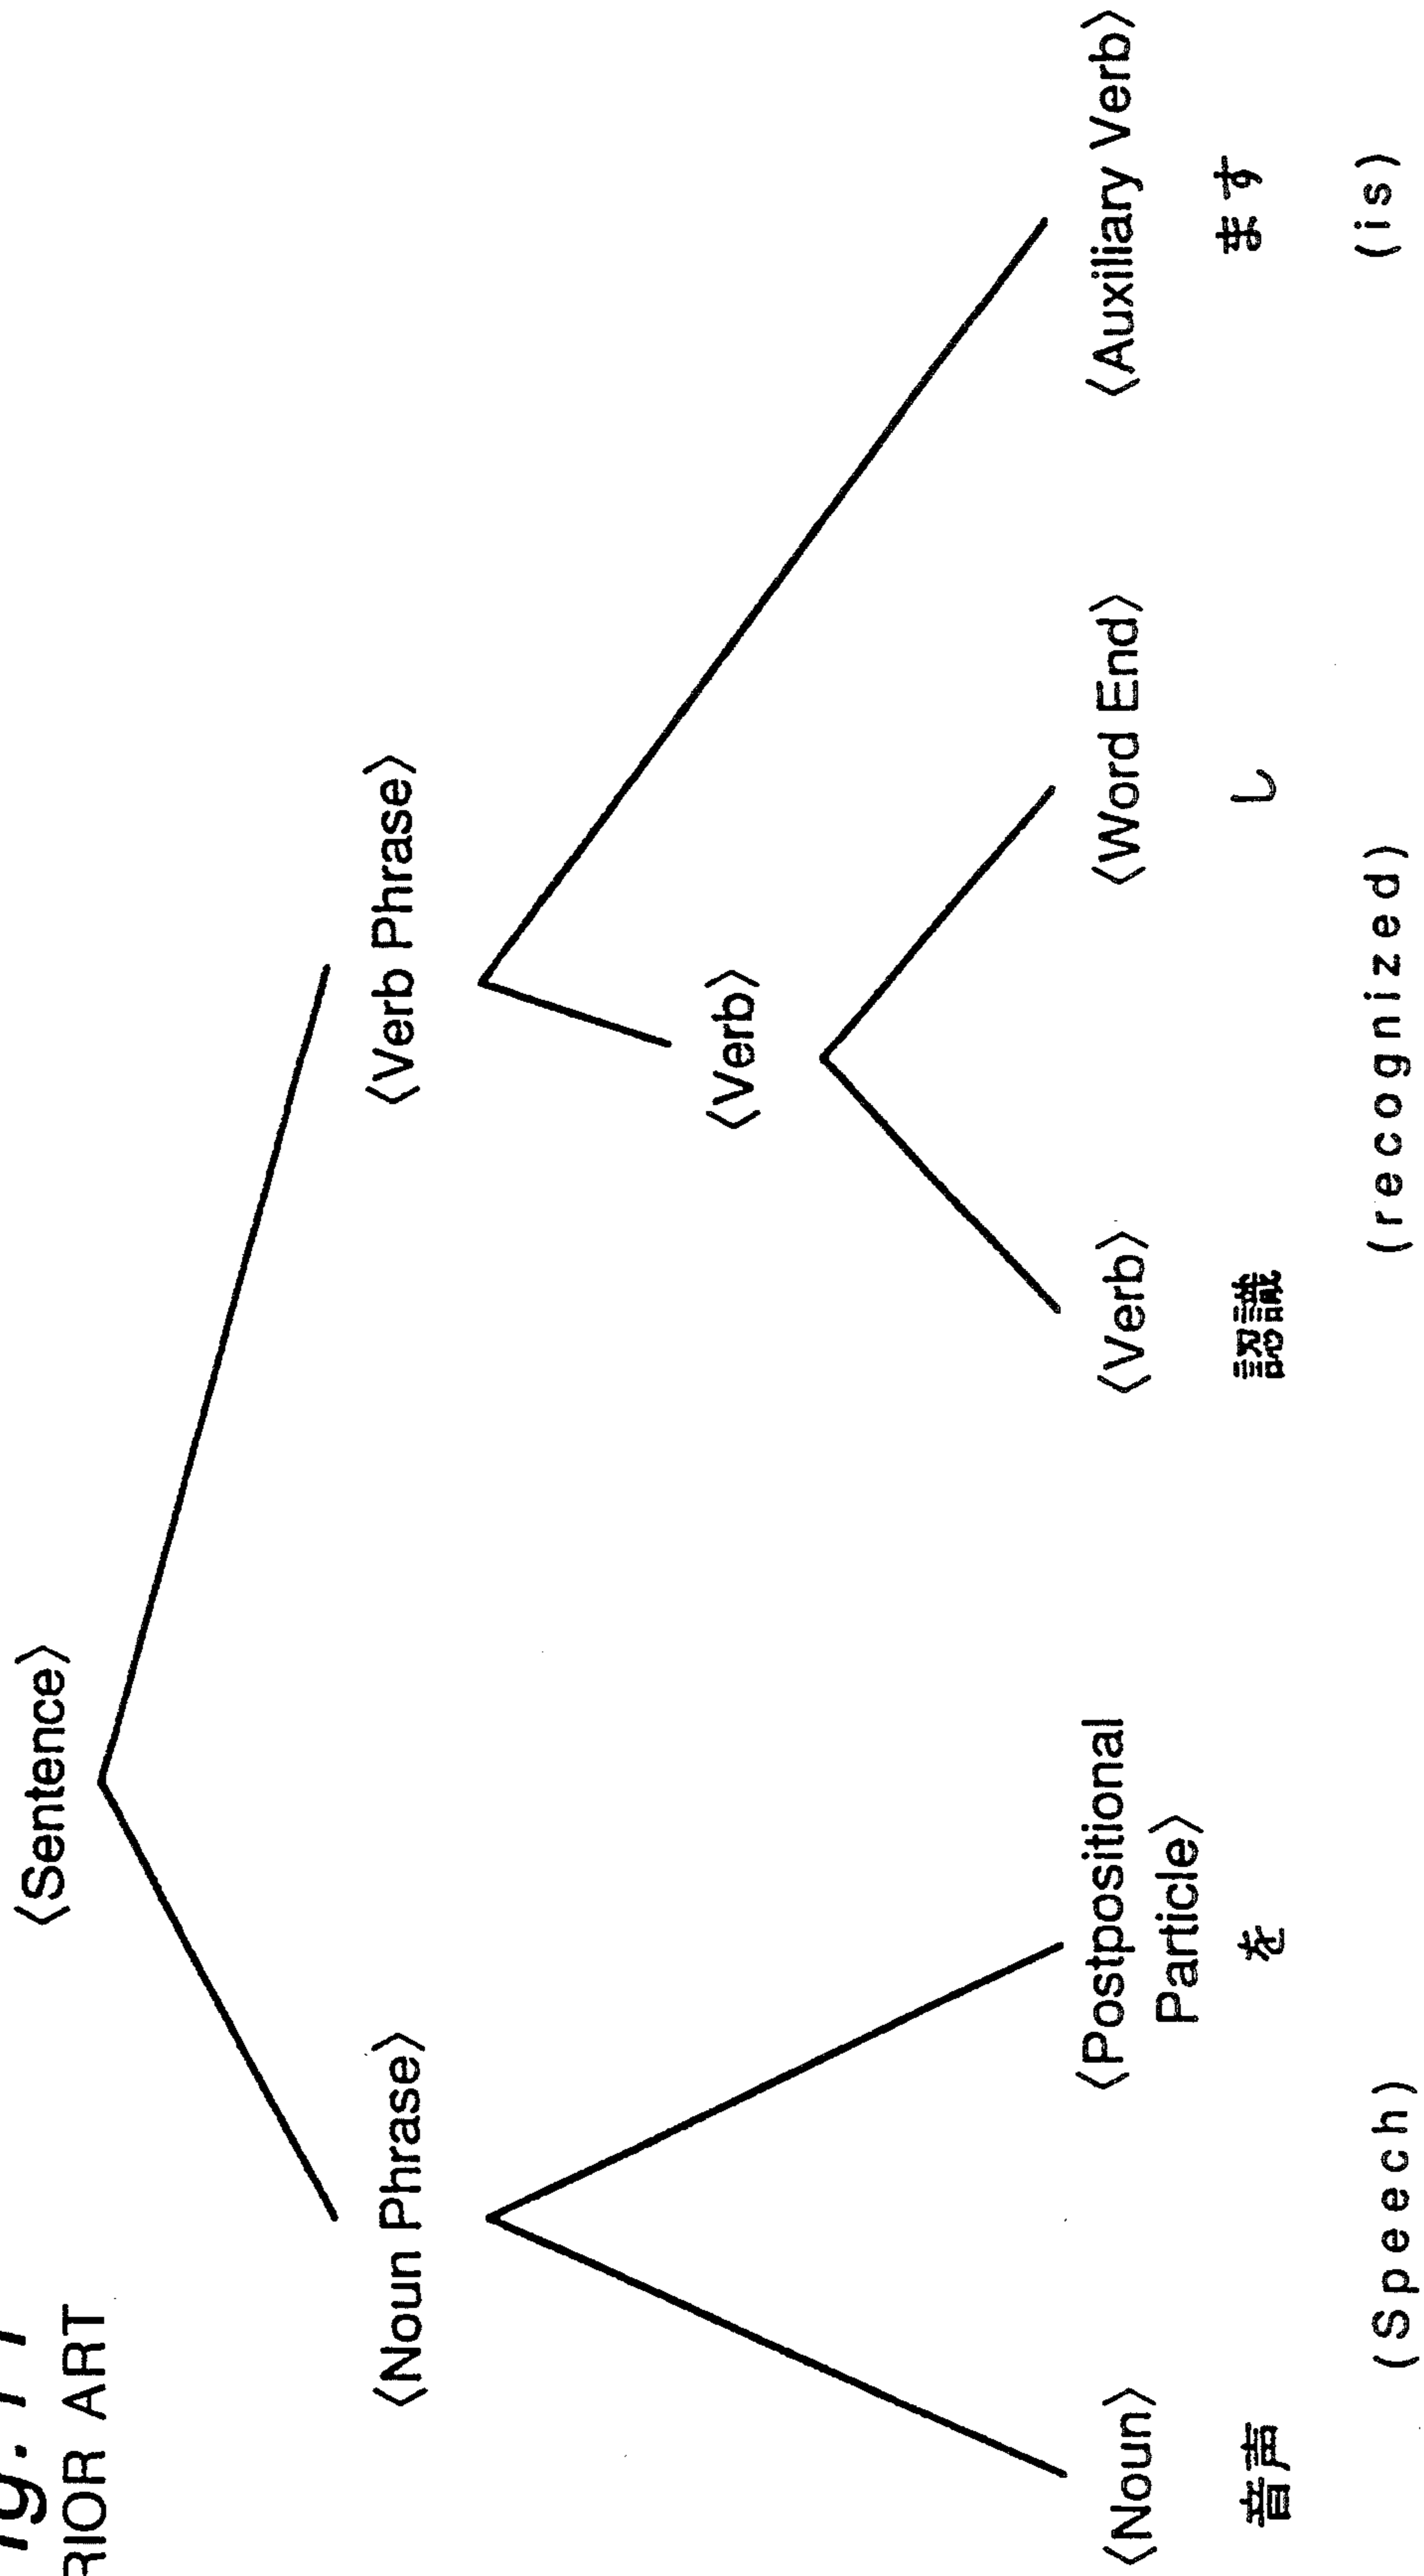 ig. 11
RIOR ART
〈Sentence〉
〈Noun Phrase〉 〈Verb Phrase〉
〈Verb〉
〈Noun〉 〈Postpositional Particle〉 〈Verb〉 〈Word End〉 〈Auxiliary Verb〉
音声 を 認識 し ます
(Speech) (recognized) (is)